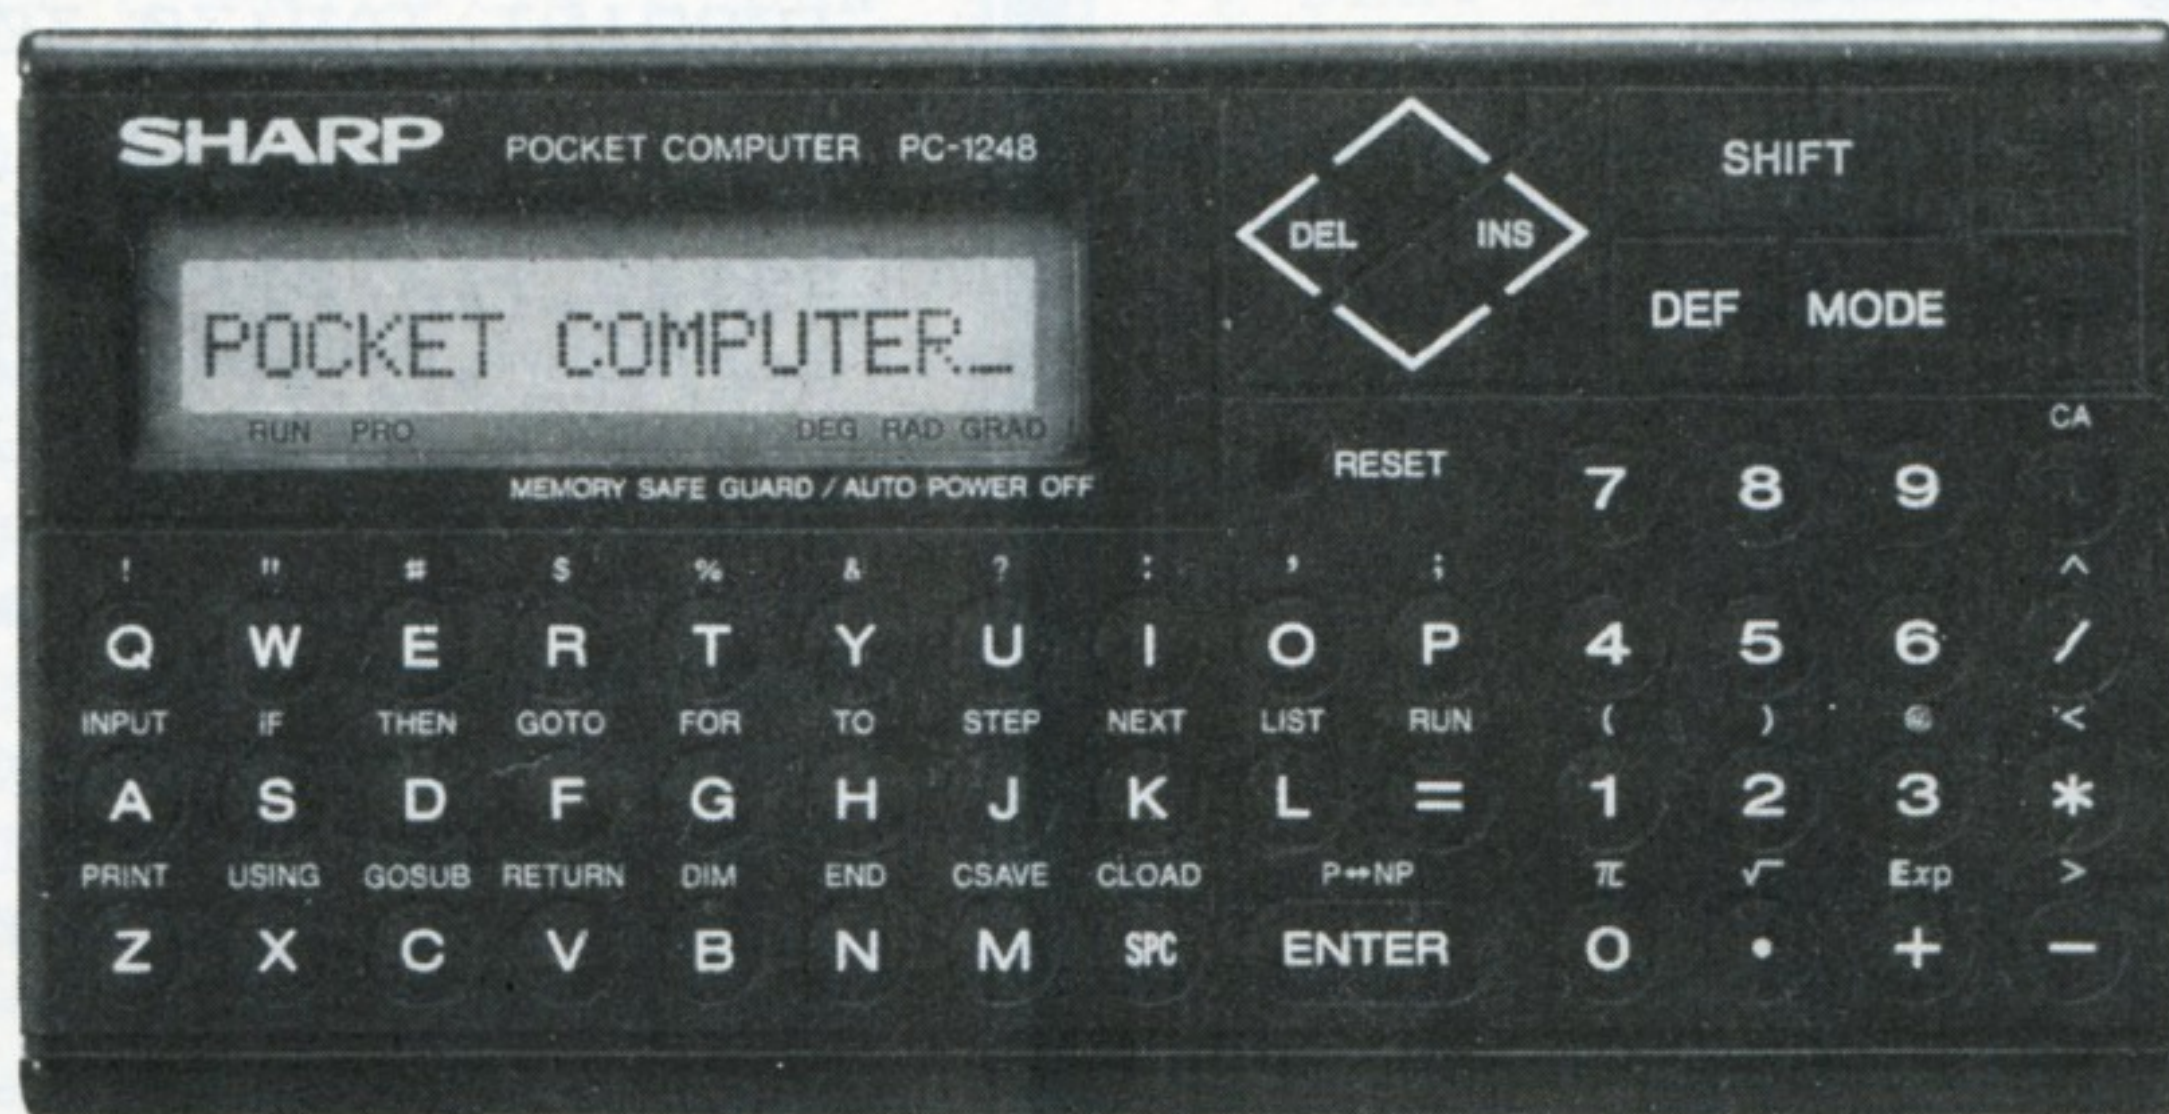 SHARP POCKET COMPUTER PC-1248
POCKET COMPUTER_
RUN PRO DEG RAD GRAD
MEMORY SAFE GUARD / AUTO POWER OFF
DEL INS
SHIFT
DEF MODE
CA
RESET 7 8 9
! " # $ % & ? : , ; ^
Q W E R T Y U I O P 4 5 6 /
INPUT IF THEN GOTO FOR TO STEP NEXT LIST RUN ( ) @ <
A S D F G H J K L = 1 2 3 *
PRINT USING GOSUB RETURN DIM END CSAVE CLOAD P↔NP π √ Exp >
Z X C V B N M SPC ENTER 0 • + −